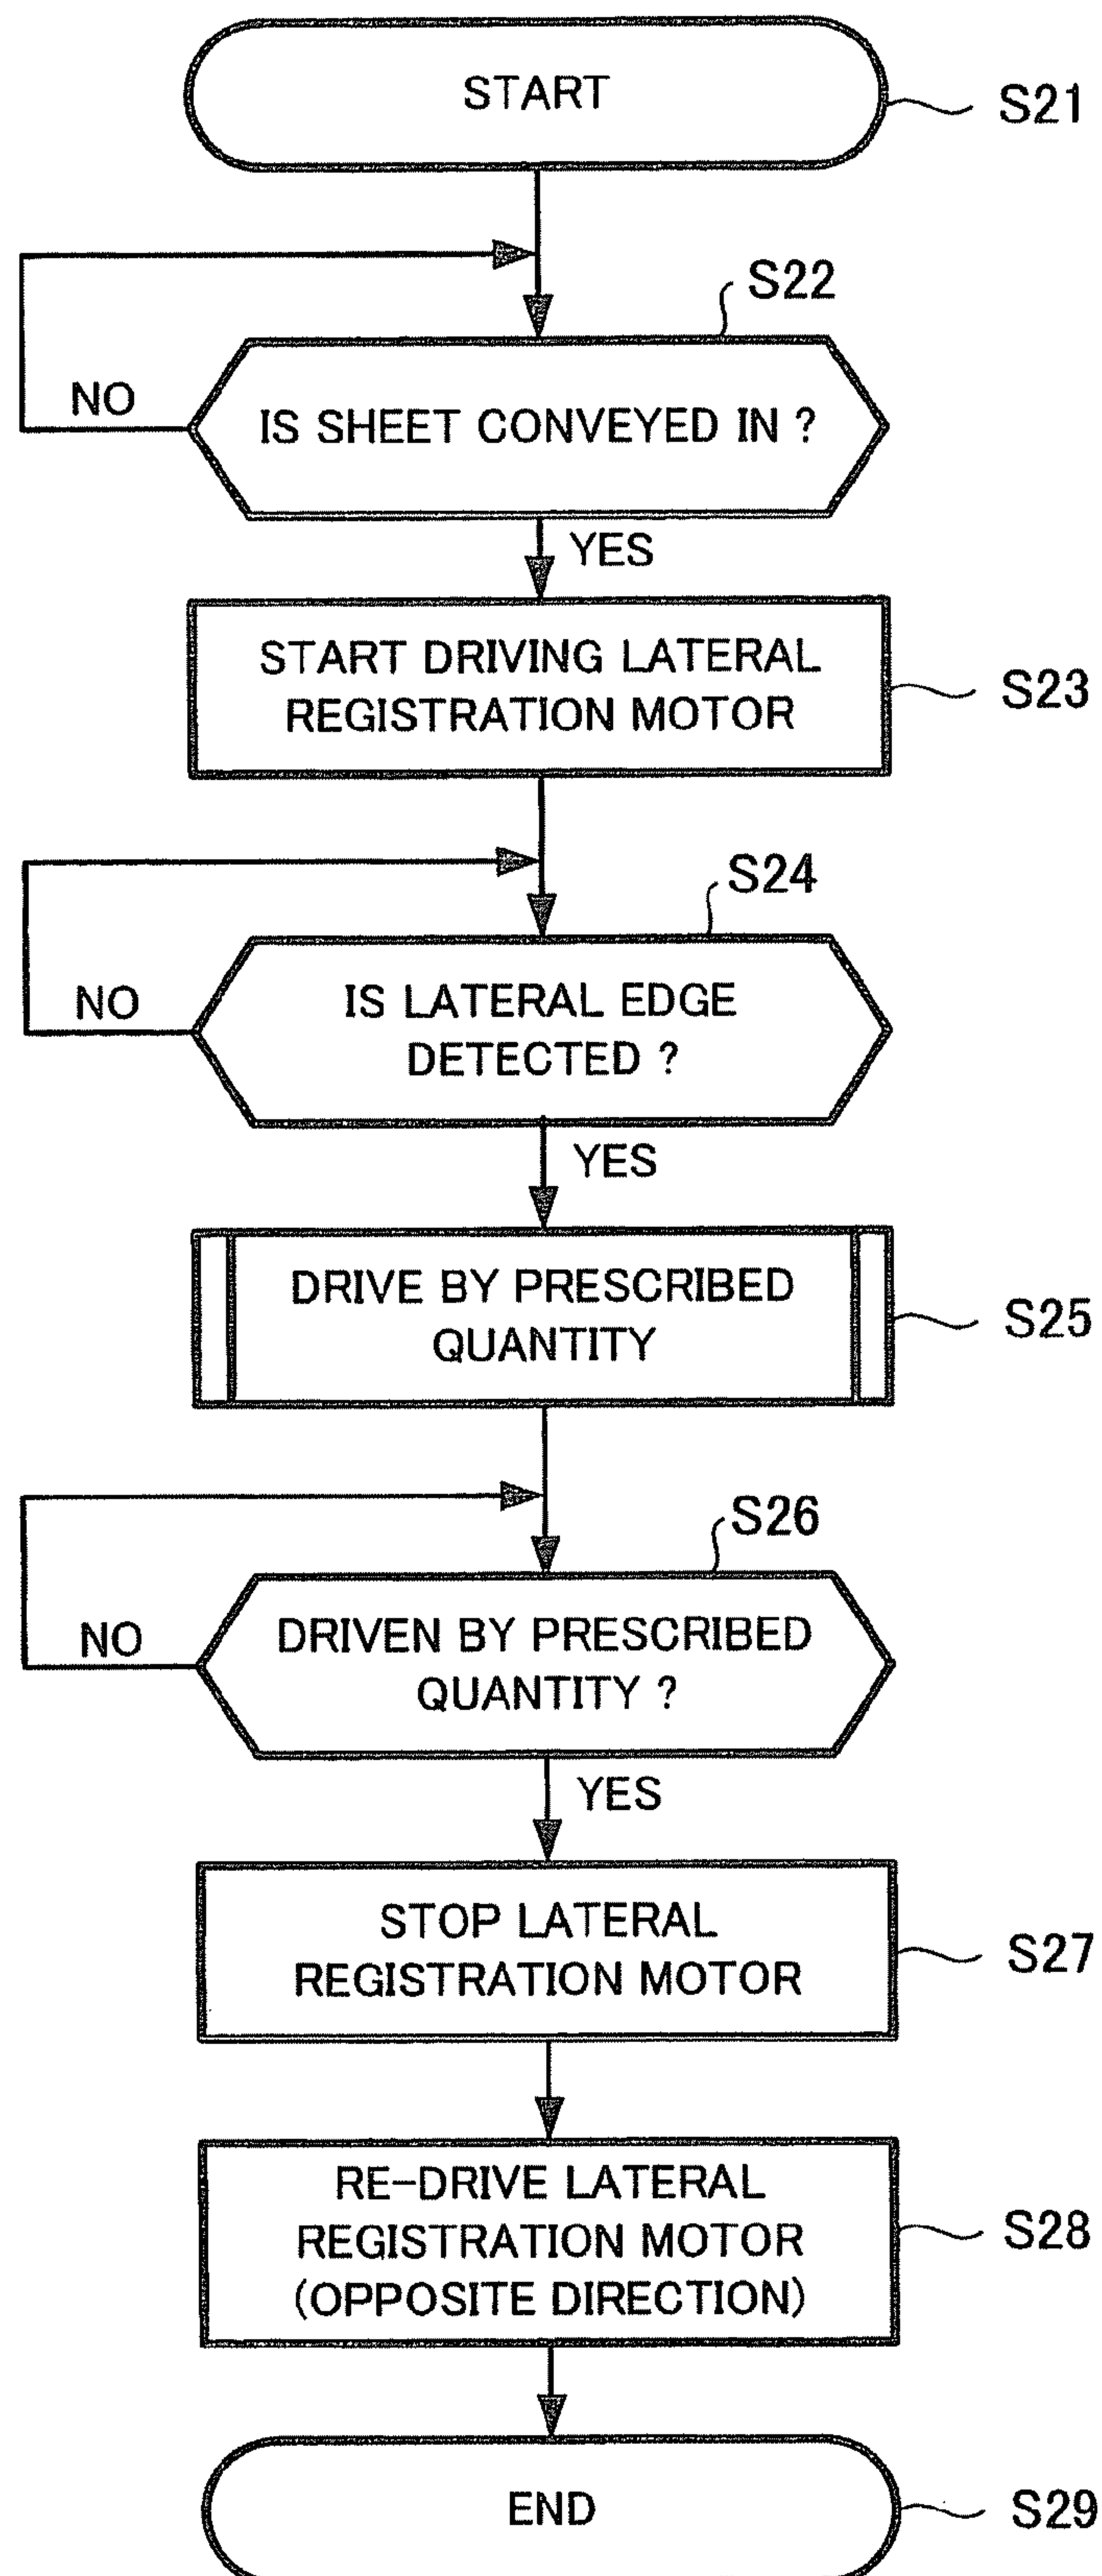 START
S21
S22
NO
IS SHEET CONVEYED IN ?
YES
START DRIVING LATERAL
REGISTRATION MOTOR
S23
S24
NO
IS LATERAL EDGE
DETECTED ?
YES
DRIVE BY PRESCRIBED
QUANTITY
S25
S26
NO
DRIVEN BY PRESCRIBED
QUANTITY ?
YES
STOP LATERAL
REGISTRATION MOTOR
S27
RE-DRIVE LATERAL
REGISTRATION MOTOR
(OPPOSITE DIRECTION)
S28
END
S29